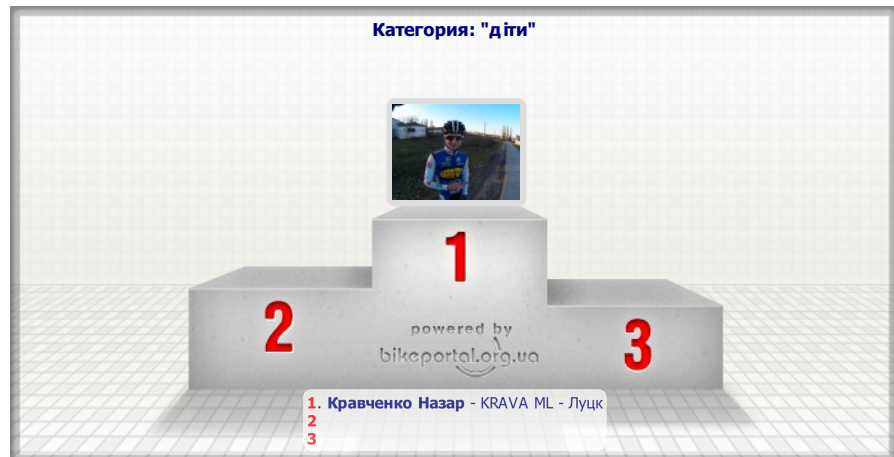 Категория: "діти"
1
2
3
powered by
bikeportal.org.ua
1. Кравченко Назар - KRAVA ML - Луцк
2
3